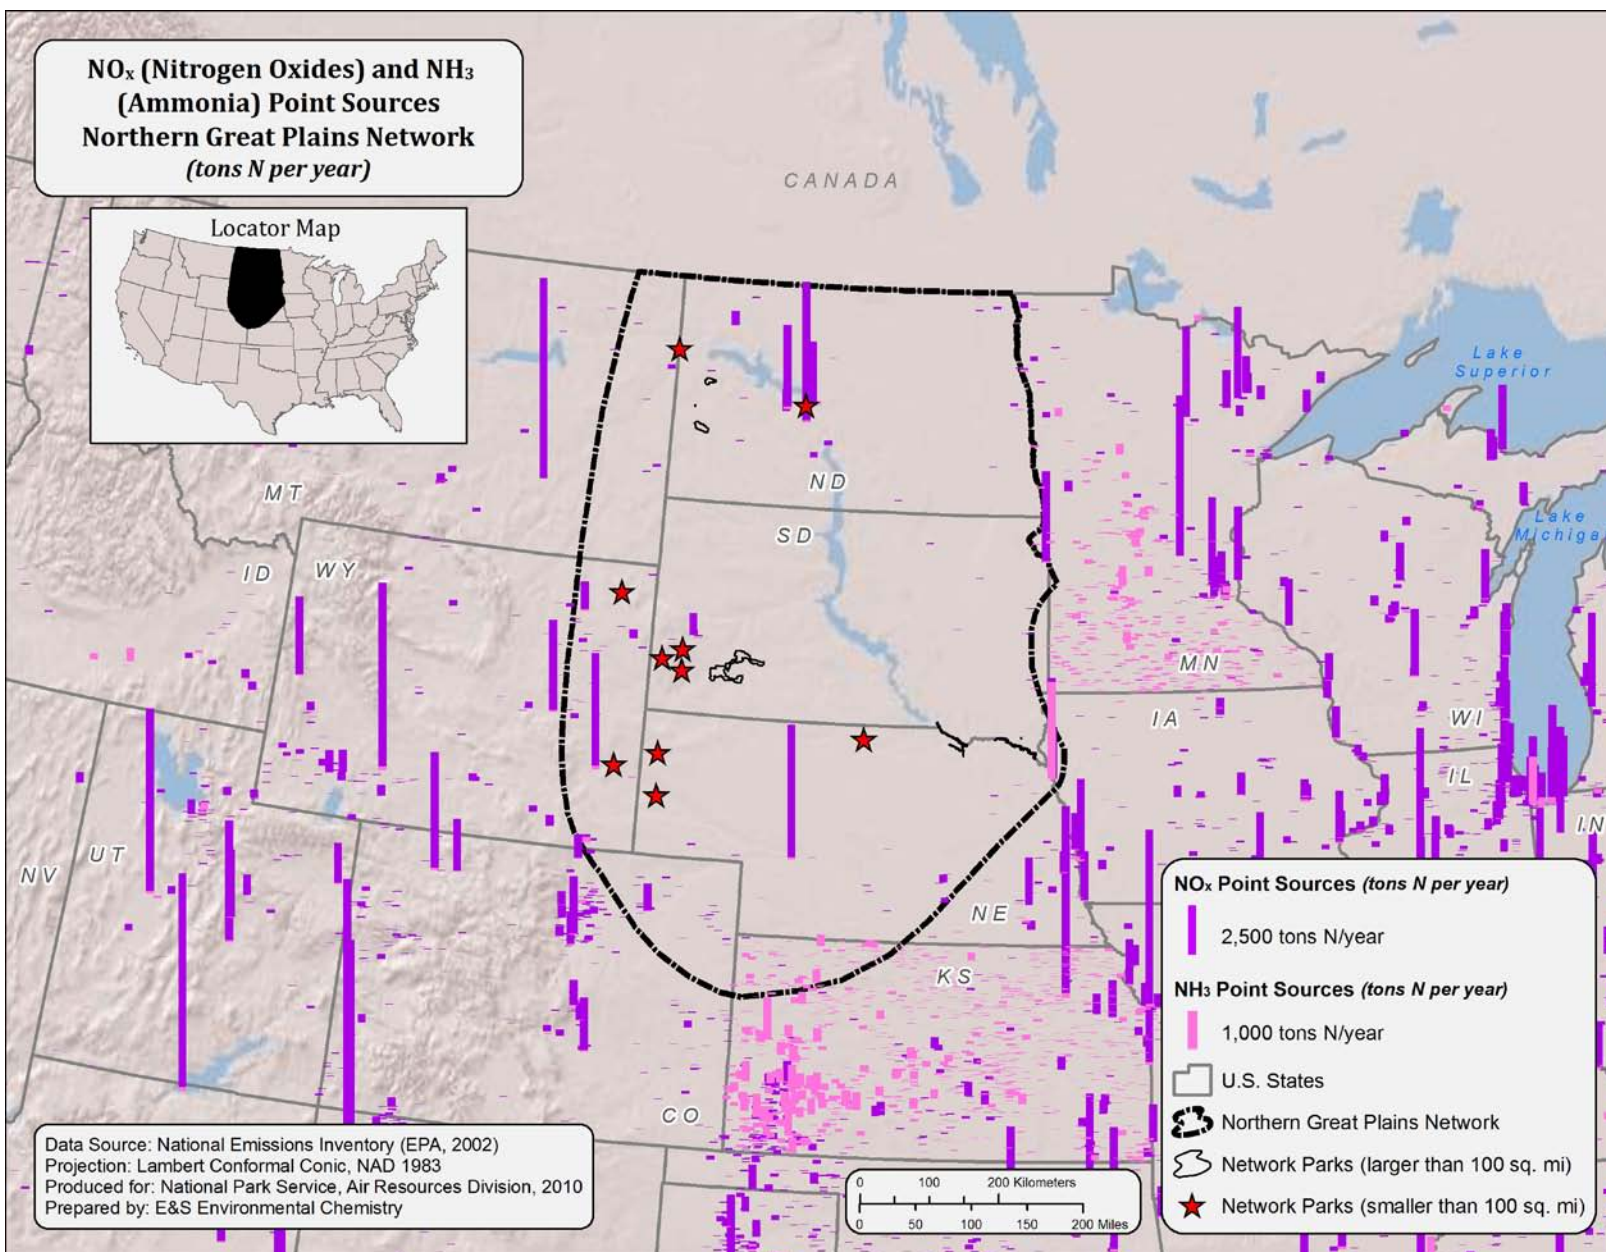 NOx (Nitrogen Oxides) and NH3
(Ammonia) Point Sources
Northern Great Plains Network
(tons N per year)
Locator Map
CANADA
Lake
Superior
Lake
Michiga
MT
ND
SD
ID
WY
MN
IA
WI
IL
IN
UT
NV
NE
KS
CO
NOx Point Sources (tons N per year)
2,500 tons N/year
NH3 Point Sources (tons N per year)
1,000 tons N/year
U.S. States
Northern Great Plains Network
Network Parks (larger than 100 sq. mi)
Network Parks (smaller than 100 sq. mi)
Data Source: National Emissions Inventory (EPA, 2002)
Projection: Lambert Conformal Conic, NAD 1983
Produced for: National Park Service, Air Resources Division, 2010
Prepared by: E&S Environmental Chemistry
0 100 200 Kilometers
0 50 100 150 200 Miles